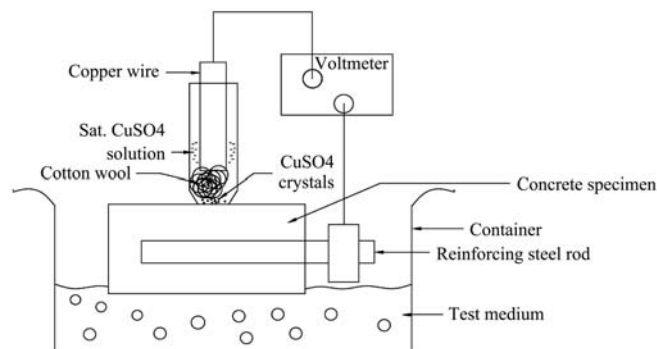 Voltmeter
Copper wire
Sat. CuSO4
solution
Cotton wool
CuSO4
crystals
Concrete specimen
Container
Reinforcing steel rod
Test medium